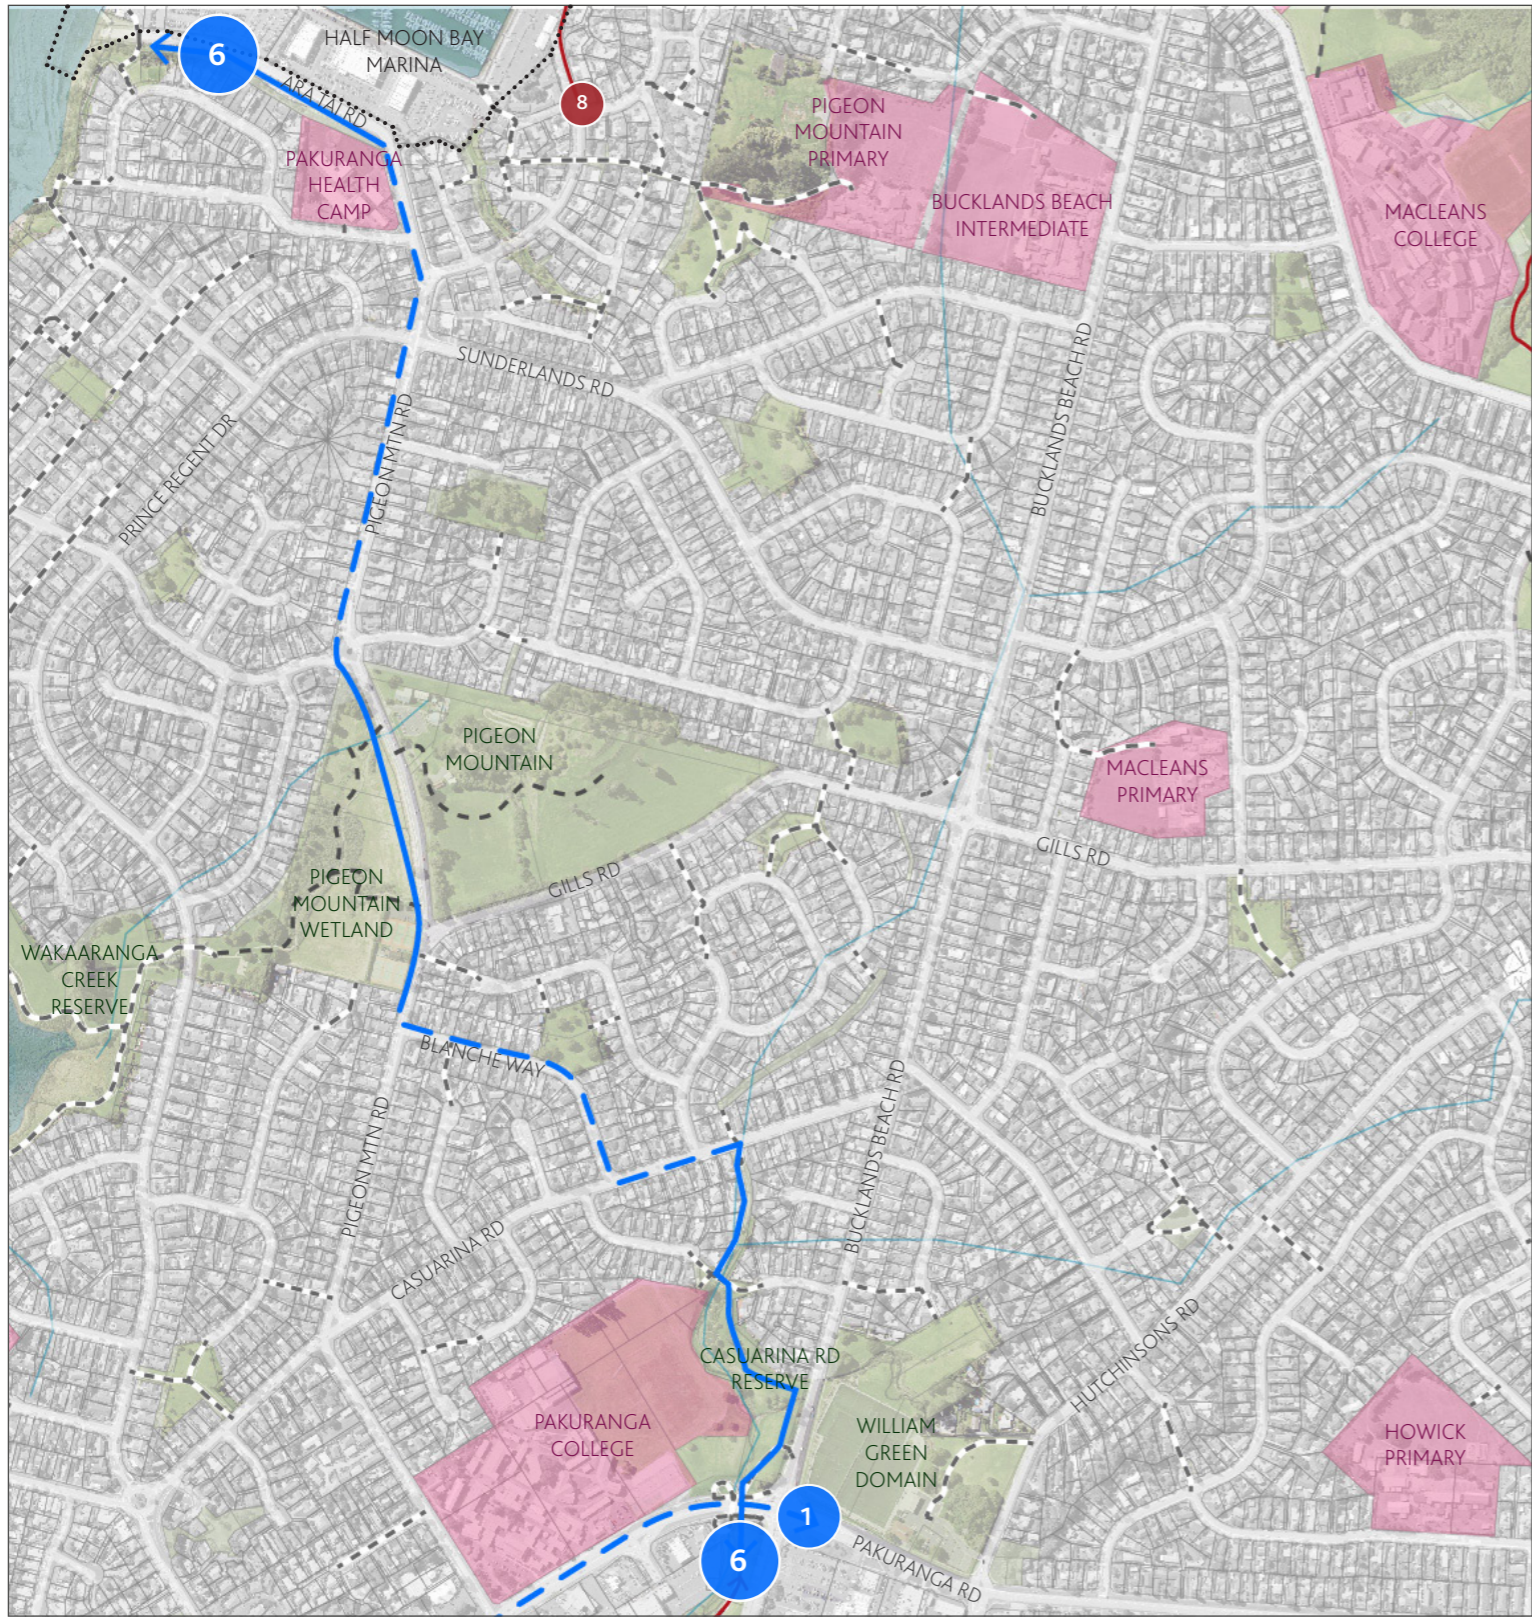 6
HALF MOON BAY
MARINA
ARA TAI RD
8
PAKURANGA
HEALTH
CAMP
PIGEON
MOUNTAIN
PRIMARY
BUCKLANDS BEACH
INTERMEDIATE
MACLEANS
COLLEGE
SUNDERLANDS RD
BUCKLANDS BEACH RD
PRINCE REGENT DR
PIGEON MTN RD
PIGEON
MOUNTAIN
MACLEANS
PRIMARY
GILLS RD
GILLS RD
PIGEON
MOUNTAIN
WETLAND
WAKAARANGA
CREEK
RESERVE
BLANCHE WAY
PIGEON MTN RD
BUCKLANDS BEACH RD
CASUARINA RD
CASUARINA RD
RESERVE
HUTCHINSONS RD
PAKURANGA
COLLEGE
WILLIAM
GREEN
DOMAIN
HOWICK
PRIMARY
1
6
PAKURANGA RD